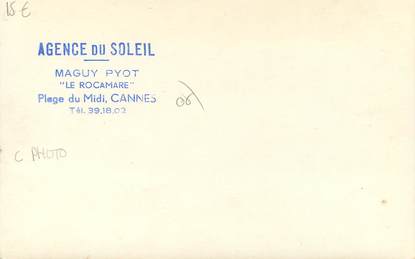 15 €
AGENCE DU SOLEIL
MAGUY PYOT
"LE ROCAMARE"
Plage du Midi, CANNES
Tél. 39.18.02
06
C PHOTO